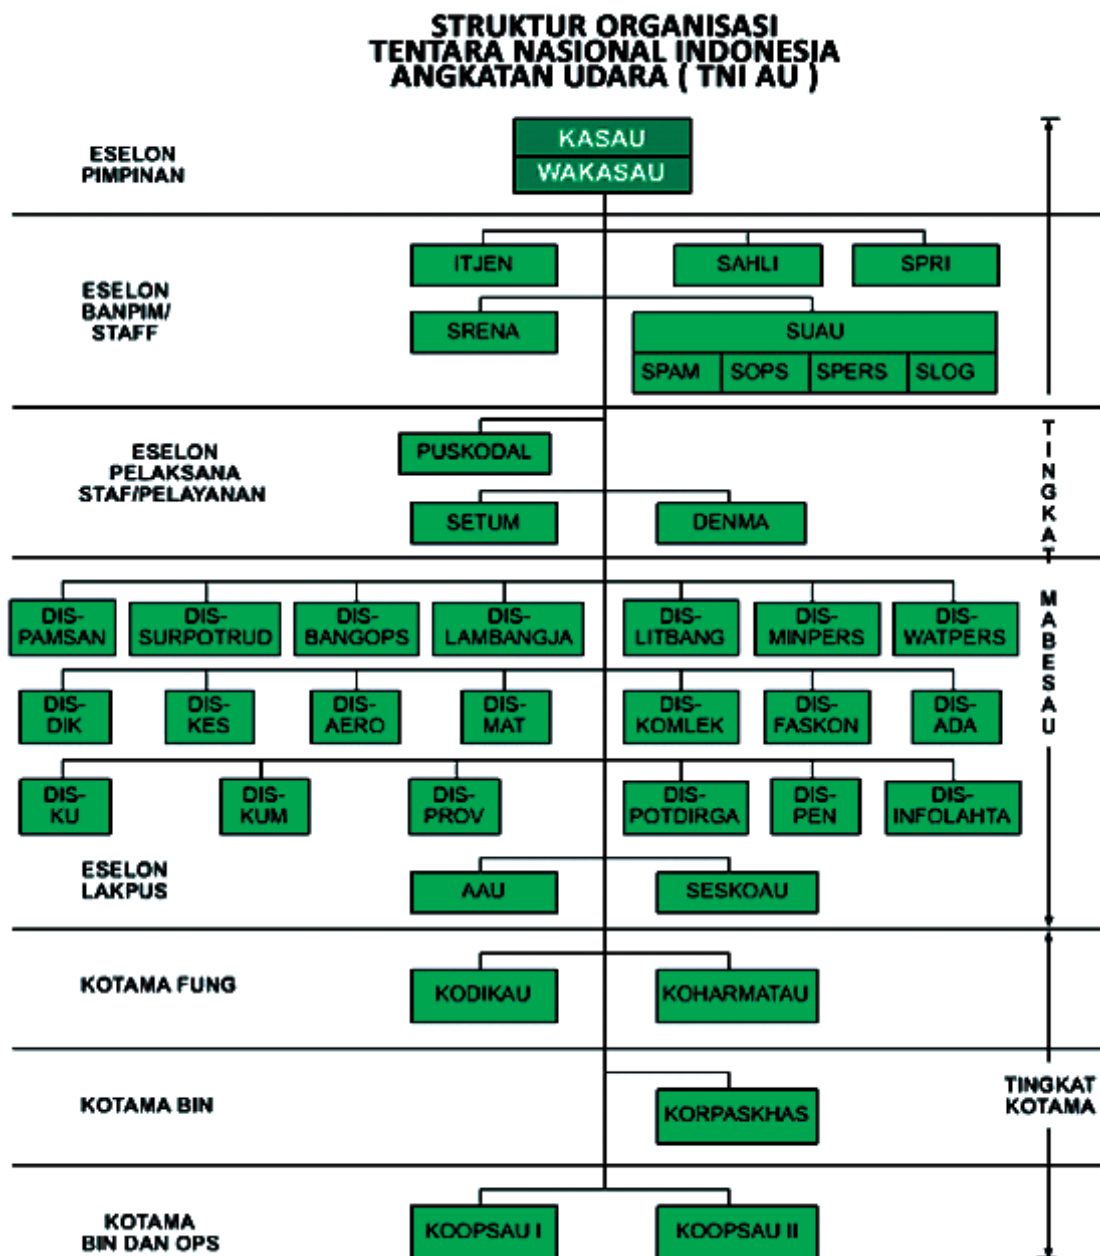 STRUKTUR ORGANISASI
TENTARA NASIONAL INDONESIA
ANGKATAN UDARA ( TNI AU )
ESELON
PIMPINAN
KASAU
WAKASAU
ESELON
BANPIM/
STAFF
ITJEN
SAHLI
SPRI
SRENA
SUAU
SPAM
SOPS
SPERS
SLOG
ESELON
PELAKSANA
STAF/PELAYANAN
PUSKODAL
SETUM
DENMA
TINGKAT MABESAU
DIS-
PAMSAN
DIS-
SURPOTRUD
DIS-
BANGOPS
DIS-
LAMBANGJA
DIS-
LITBANG
DIS-
MINPERS
DIS-
WATPERS
DIS-
DIK
DIS-
KES
DIS-
AERO
DIS-
MAT
DIS-
KOMLEK
DIS-
FASKON
DIS-
ADA
DIS-
KU
DIS-
KUM
DIS-
PROV
DIS-
POTDIRGA
DIS-
PEN
DIS-
INFOLAHTA
ESELON
LAKPUS
AAU
SESKOAU
KOTAMA FUNG
KODIKAU
KOHARMATAU
KOTAMA BIN
KORPASKHAS
TINGKAT
KOTAMA
KOTAMA
BIN DAN OPS
KOOPSAU I
KOOPSAU II